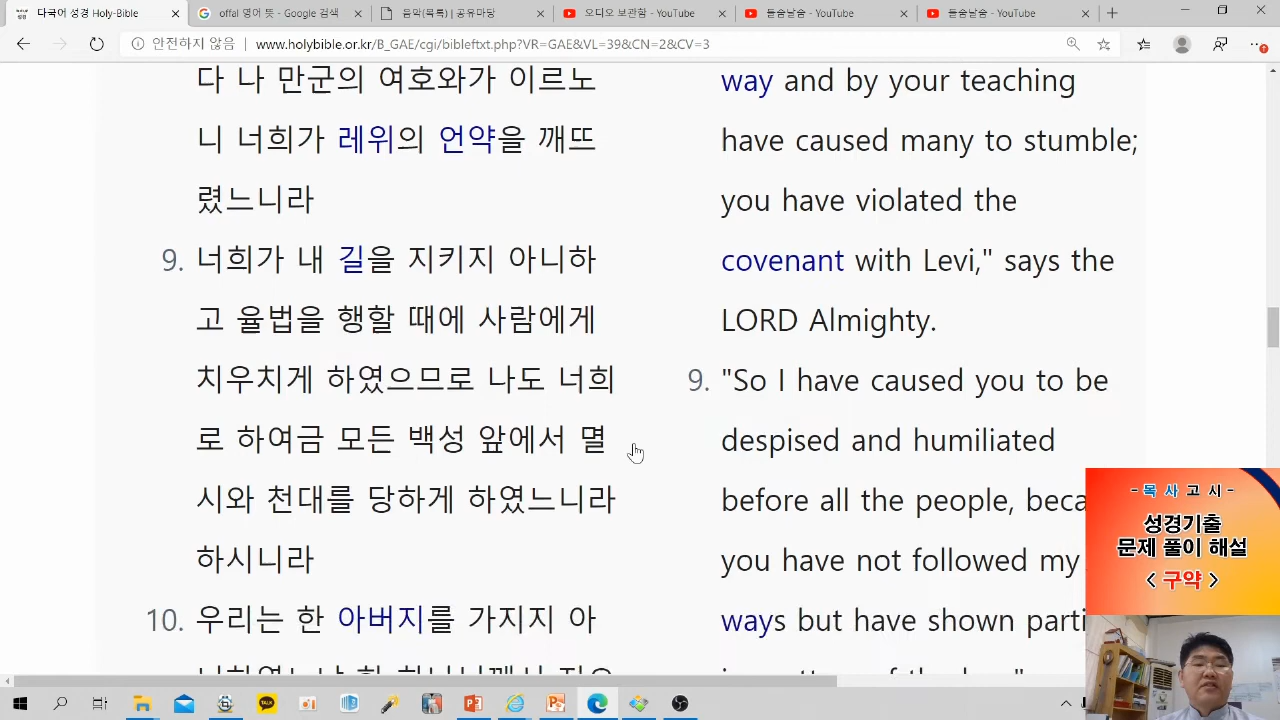 다국어 성경 Holy-Bible
offal 영어 뜻 - Google 검색
음악(목록) | 공유마당
오디오 보관함 - YouTube
돌숨날숨 - YouTube
돌숨날숨 - YouTube
안전하지 않음
www.holybible.or.kr/B_GAE/cgi/bibleftxt.php?VR=GAE&VL=39&CN=2&CV=3
다 나 만군의 여호와가 이르노
니 너희가 레위의 언약을 깨뜨
렸느니라
9. 너희가 내 길을 지키지 아니하
고 율법을 행할 때에 사람에게
치우치게 하였으므로 나도 너희
로 하여금 모든 백성 앞에서 멸
시와 천대를 당하게 하였느니라
하시니라
10. 우리는 한 아버지를 가지지 아
way and by your teaching
have caused many to stumble;
you have violated the
covenant with Levi," says the
LORD Almighty.
9. "So I have caused you to be
despised and humiliated
before all the people, beca
you have not followed my
ways but have shown parti
- 목 사 고 시 -
성경기출
문제 풀이 해설
< 구약 >